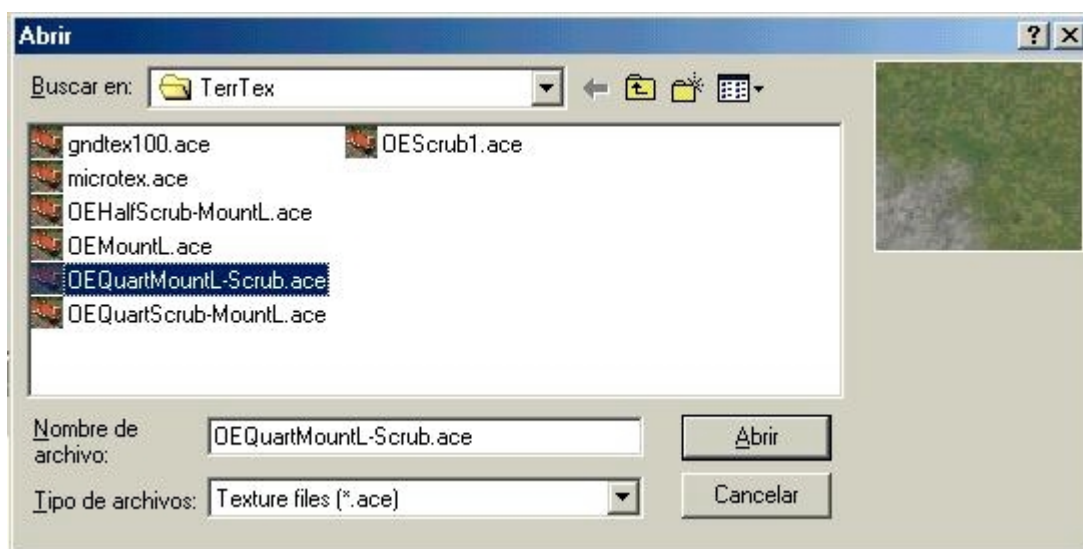 Abrir
Buscar en: TerrTex
gndtex100.ace
microtex.ace
OEHalfScrub-MountL.ace
OEMountL.ace
OEQuartMountL-Scrub.ace
OEQuartScrub-MountL.ace
OEScrub1.ace
Nombre de
archivo:
OEQuartMountL-Scrub.ace
Abrir
Tipo de archivos: Texture files (*.ace)
Cancelar